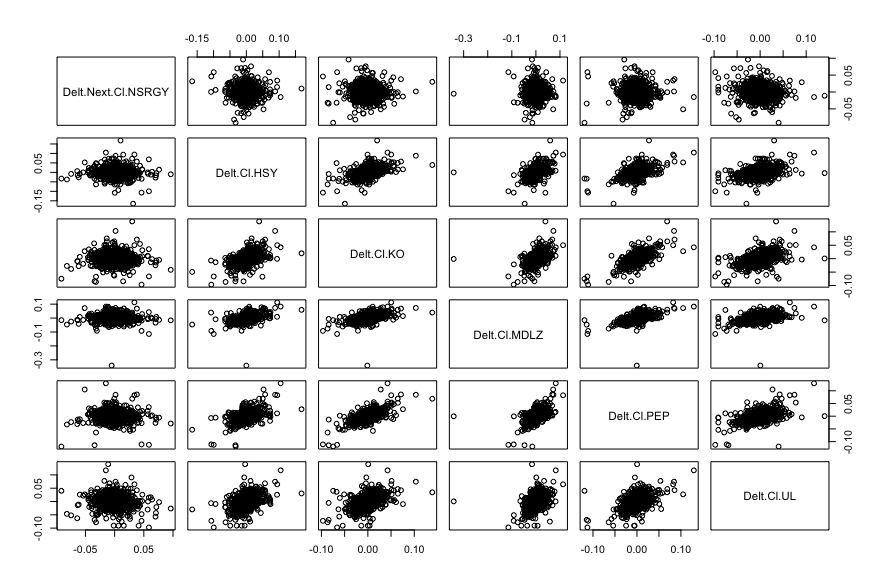 -0.15 0.00 0.10 -0.3 -0.1 0.1 0.00 0.10
Delt.Next.Cl.NSRGY
-0.05 0.05
-0.15 0.05
Delt.Cl.HSY
Delt.Cl.KO
-0.10 0.05
-0.3 -0.1 0.1
Delt.Cl.MDLZ
Delt.Cl.PEP
-0.10 0.05
-0.10 0.05
Delt.Cl.UL
-0.05 0.05 -0.10 0.00 0.10 -0.10 0.00 0.10